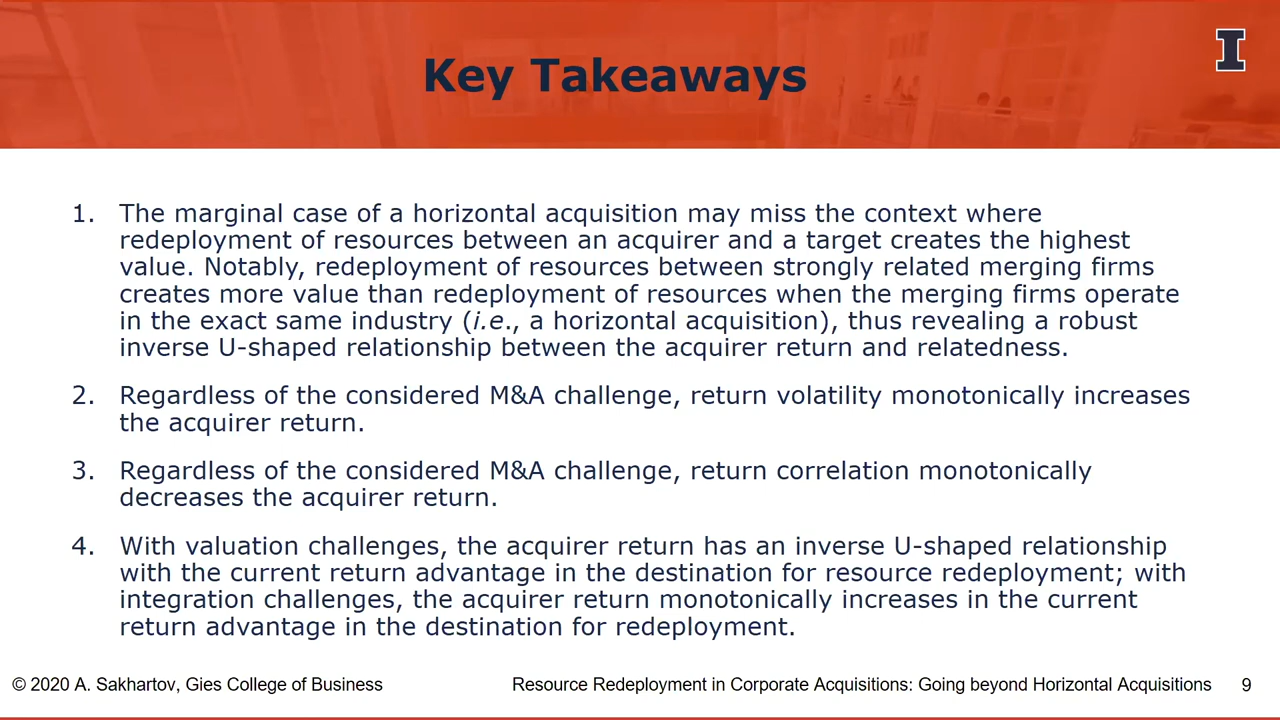 Key Takeaways
1. The marginal case of a horizontal acquisition may miss the context where
redeployment of resources between an acquirer and a target creates the highest
value. Notably, redeployment of resources between strongly related merging firms
creates more value than redeployment of resources when the merging firms operate
in the exact same industry (i.e., a horizontal acquisition), thus revealing a robust
inverse U-shaped relationship between the acquirer return and relatedness.
2. Regardless of the considered M&A challenge, return volatility monotonically increases
the acquirer return.
3. Regardless of the considered M&A challenge, return correlation monotonically
decreases the acquirer return.
4. With valuation challenges, the acquirer return has an inverse U-shaped relationship
with the current return advantage in the destination for resource redeployment; with
integration challenges, the acquirer return monotonically increases in the current
return advantage in the destination for redeployment.
© 2020 A. Sakhartov, Gies College of Business Resource Redeployment in Corporate Acquisitions: Going beyond Horizontal Acquisitions 9